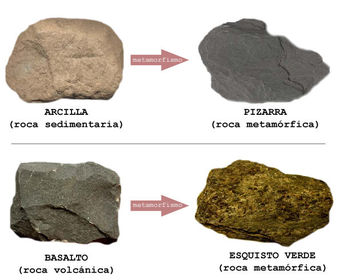 metamorfismo
ARCILLA
(roca sedimentaria)
PIZARRA
(roca metamórfica)
metamorfismo
BASALTO
(roca volcánica)
ESQUISTO VERDE
(roca metamórfica)